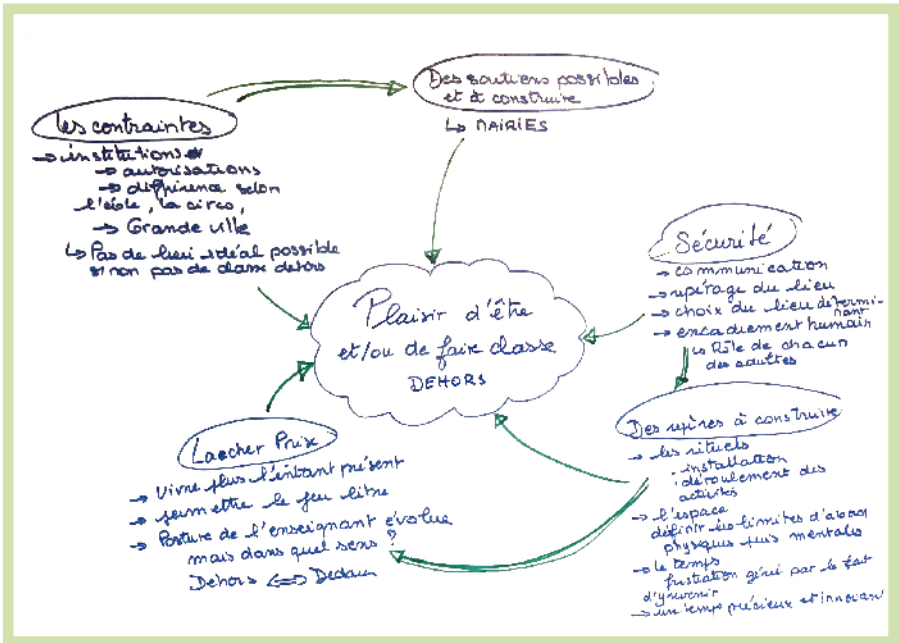 Des soutiens possibles
et à construire
↳ MAIRIES
Les contraintes
→ institutions
→ autorisations
→ différence selon
l'école, la circo,
→ Grande ville
↳ Pas de lieu idéal possible
si non pas de classe dehors
Sécurité
→ communication
→ repérage du lieu
→ choix du lieu déterminant
→ encadrement humain
↳ Rôle de chacun
des adultes
Plaisir d'être
et/ou de faire classe
DEHORS
Lâcher Prise
→ Vivre plus l'instant présent
→ permettre le jeu libre
→ Posture de l'enseignant évolue
mais dans quel sens ?
Dehors ⇔ Dedans
Des repères à construire
→ les rituels
• installation
• déroulement des
activités
→ l'espace
définir les limites d'abord
physiques puis mentales
→ le temps
frustration géré par le fait
d'y revenir
→ un temps précieux et innovant